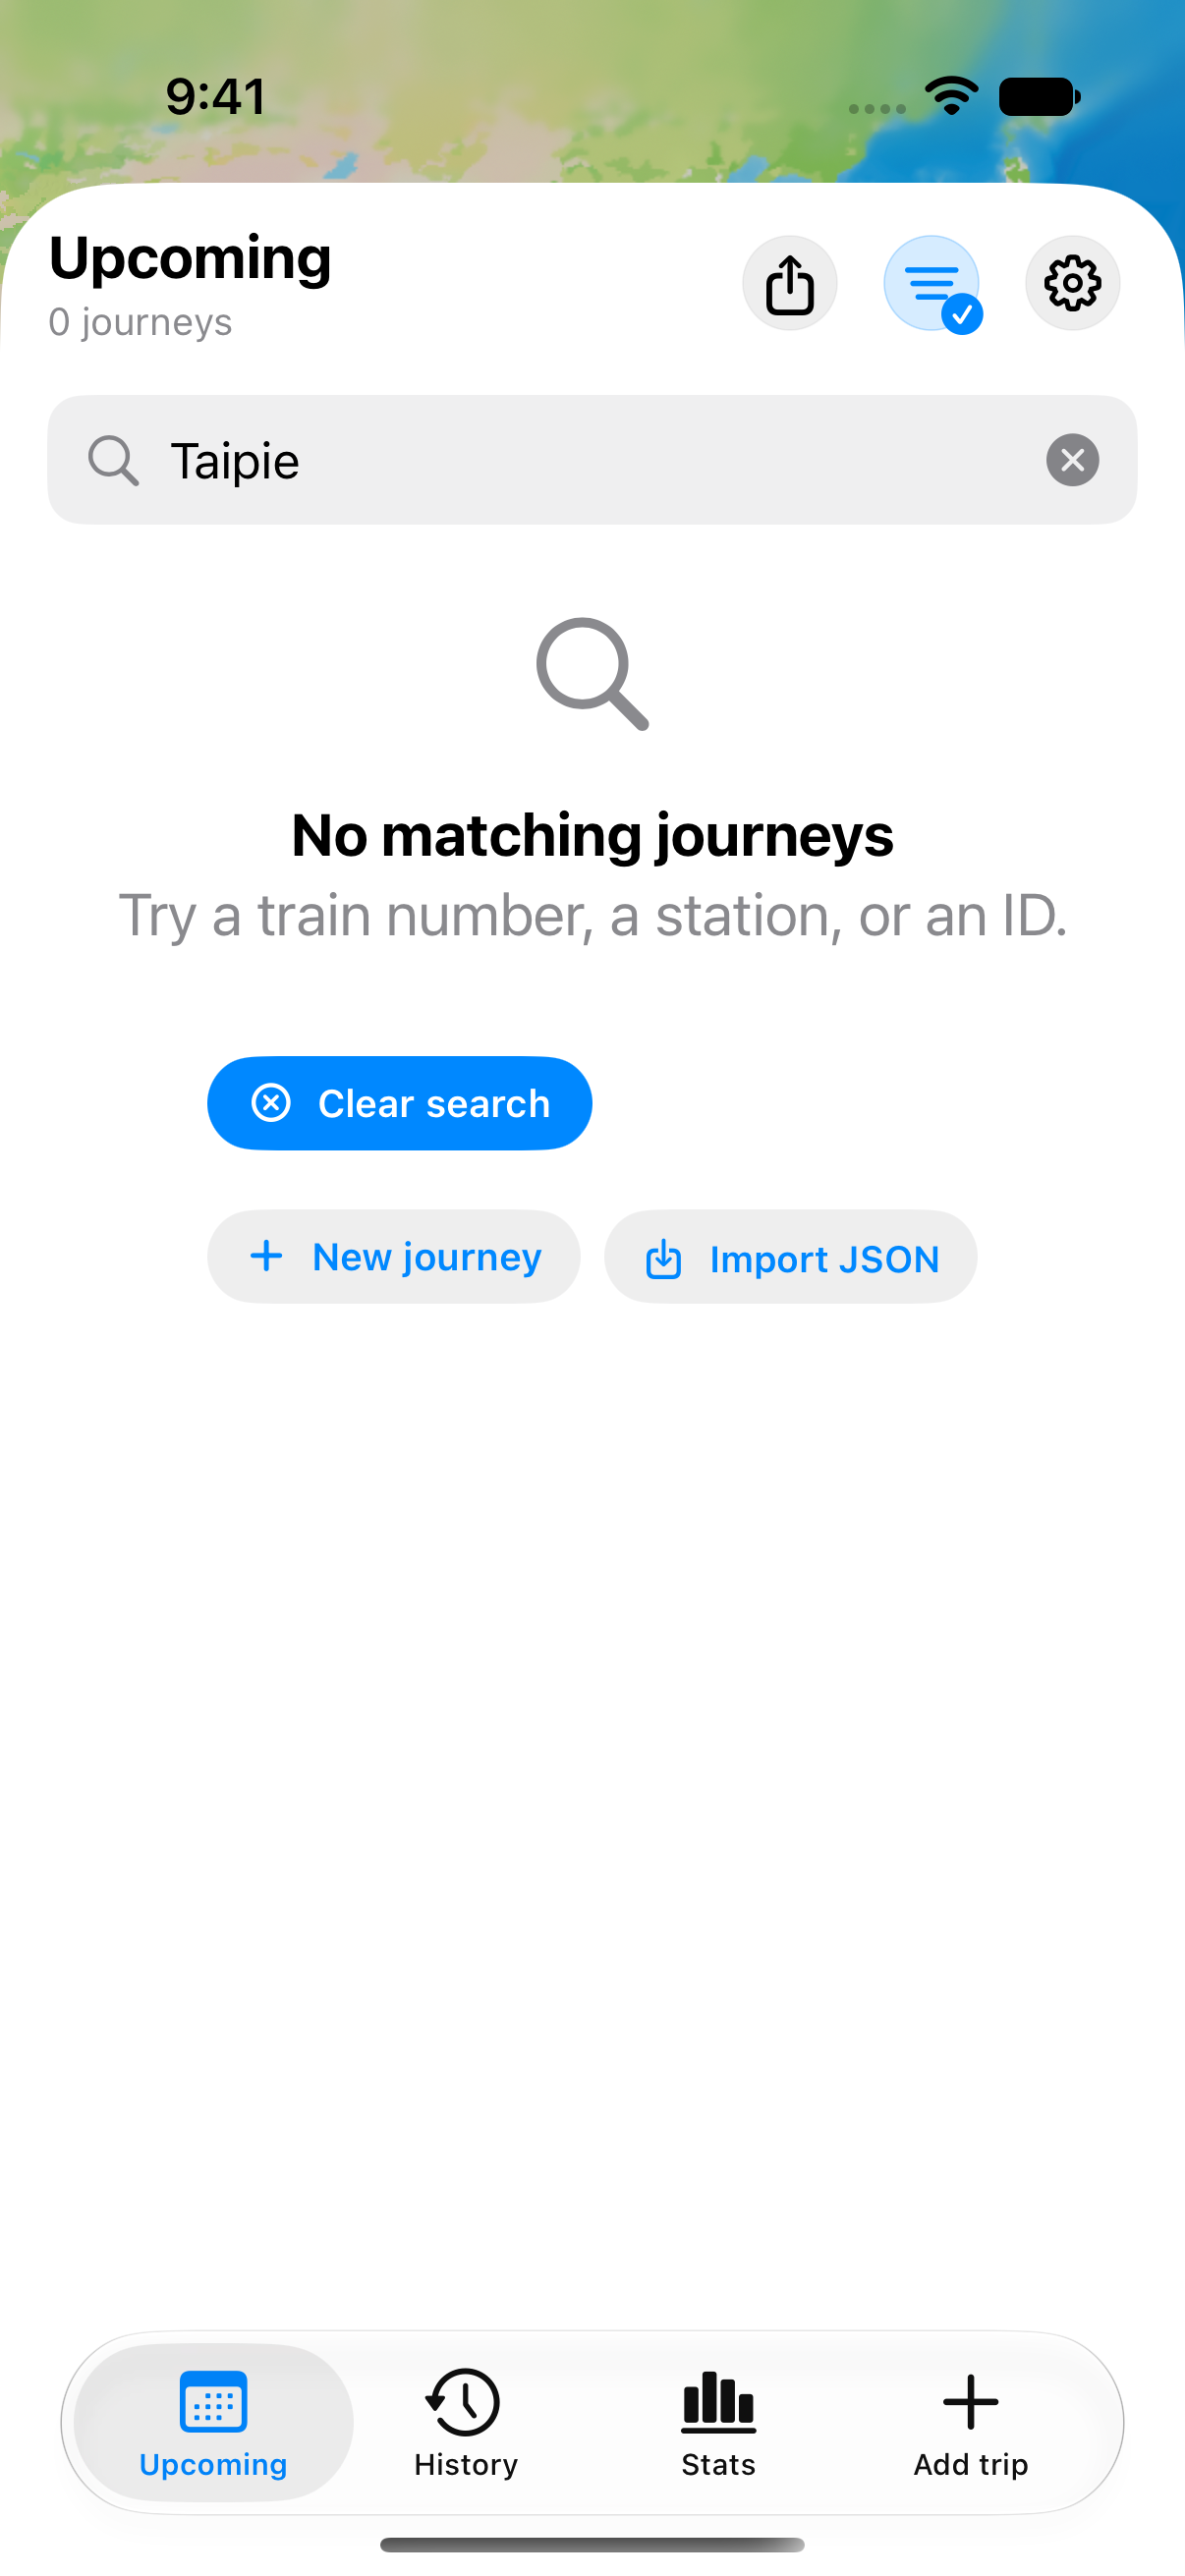 9:41
Upcoming
0 journeys
Taipie
No matching journeys
Try a train number, a station, or an ID.
Clear search
New journey
Import JSON
Upcoming
History
Stats
Add trip